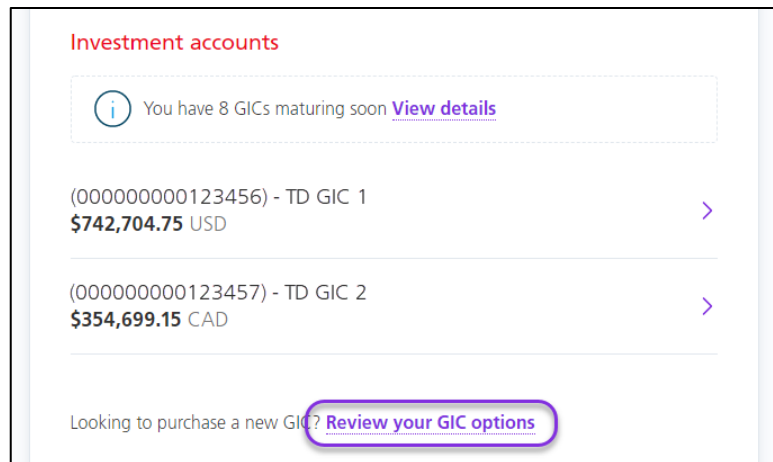 Investment accounts
You have 8 GICs maturing soon View details
(000000000123456) - TD GIC 1
$742,704.75 USD
(000000000123457) - TD GIC 2
$354,699.15 CAD
Looking to purchase a new GIC? Review your GIC options